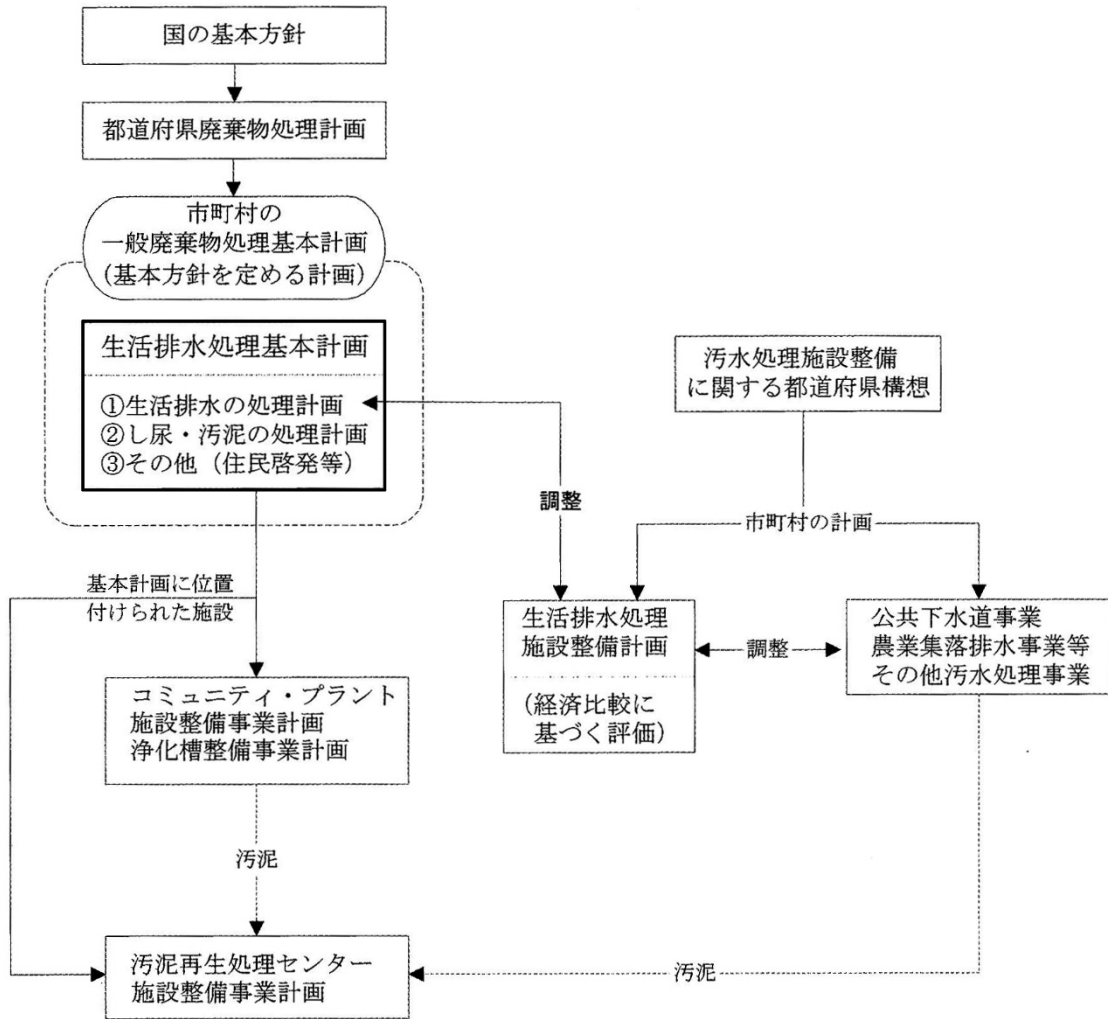 国の基本方針
都道府県廃棄物処理計画
市町村の
一般廃棄物処理基本計画
(基本方針を定める計画)
生活排水処理基本計画
①生活排水の処理計画
②し尿・汚泥の処理計画
③その他（住民啓発等）
汚水処理施設整備
に関する都道府県構想
調整
市町村の計画
基本計画に位置
付けられた施設
生活排水処理
施設整備計画
(経済比較に
基づく評価)
調整
公共下水道事業
農業集落排水事業等
その他汚水処理事業
コミュニティ・プラント
施設整備事業計画
浄化槽整備事業計画
汚泥
汚泥再生処理センター
施設整備事業計画
汚泥